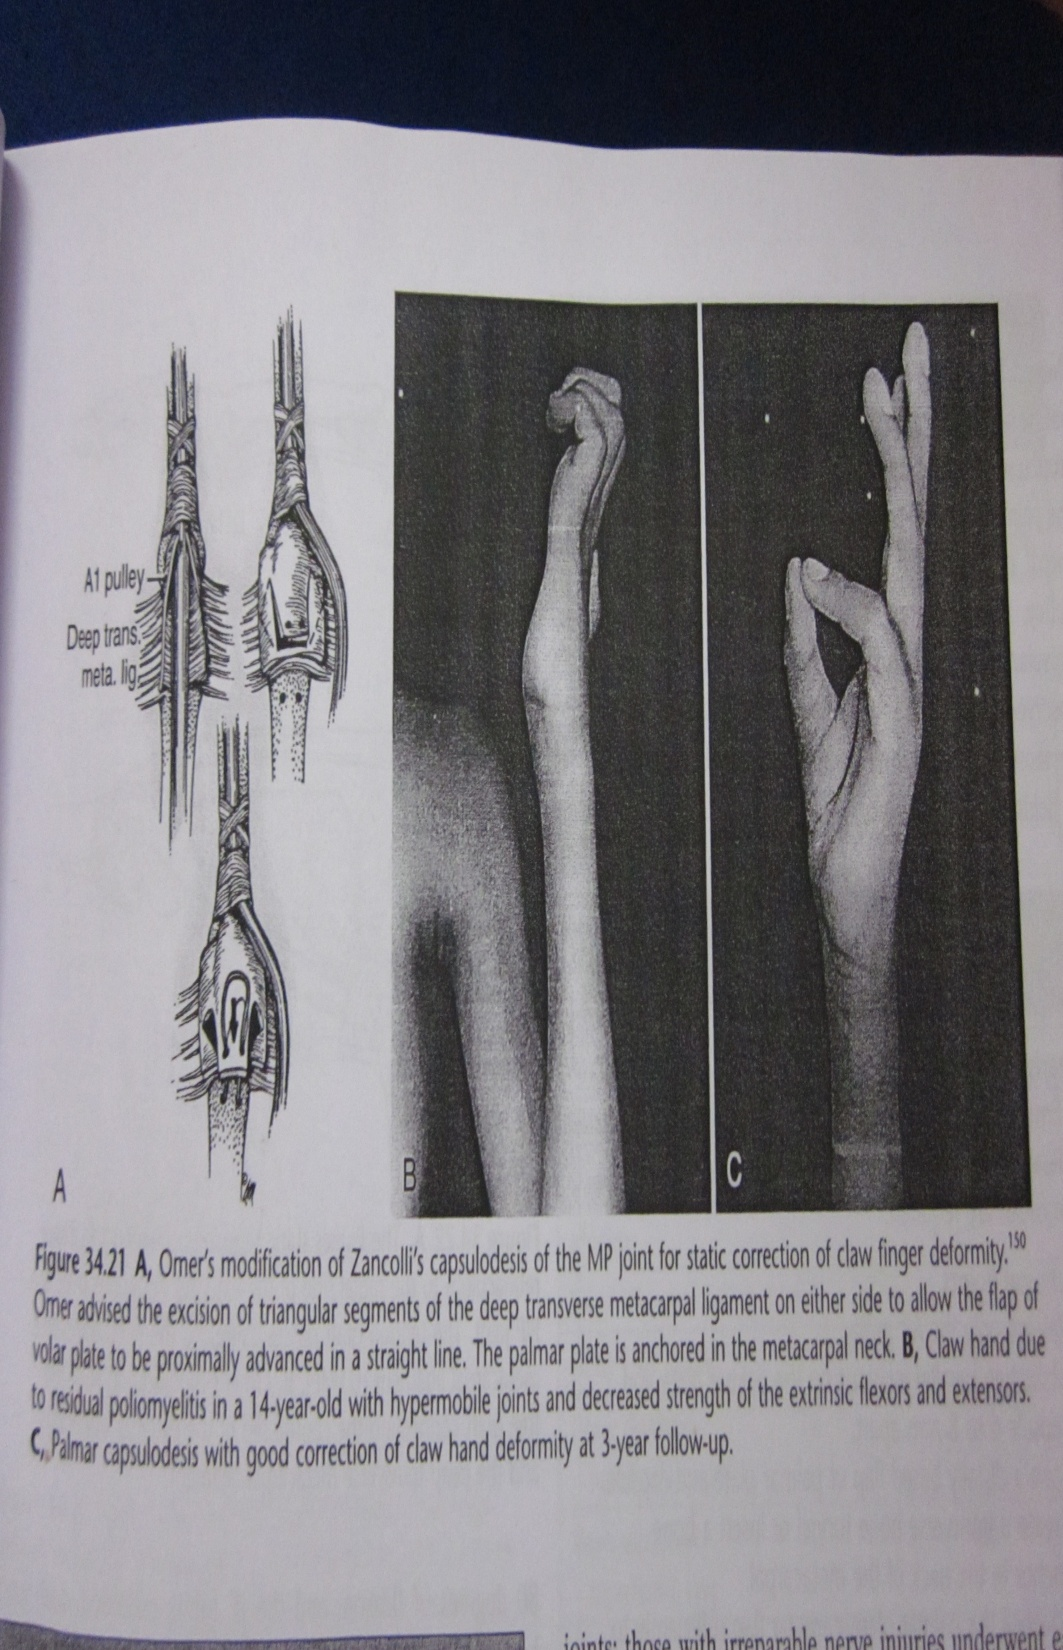 A1 pulley
Deep trans.
meta. lig.
A
B
C
Figure 34.21 A, Omer's modification of Zancolli's capsulodesis of the MP joint for static correction of claw finger deformity.150
Omer advised the excision of triangular segments of the deep transverse metacarpal ligament on either side to allow the flap of
volar plate to be proximally advanced in a straight line. The palmar plate is anchored in the metacarpal neck. B, Claw hand due
to residual poliomyelitis in a 14-year-old with hypermobile joints and decreased strength of the extrinsic flexors and extensors.
C, Palmar capsulodesis with good correction of claw hand deformity at 3-year follow-up.
joints; those with irreparable nerve injuries underwent